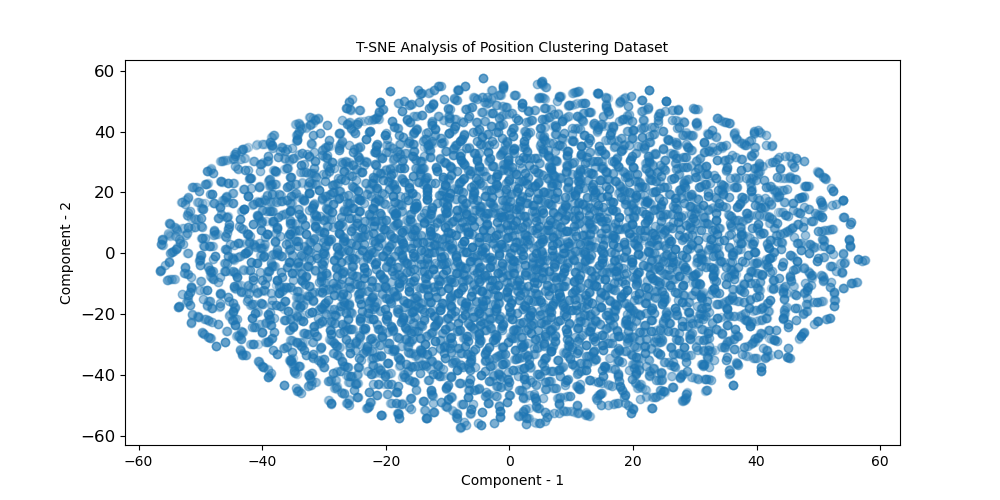 T-SNE Analysis of Position Clustering Dataset
60
40
20
0
−20
−40
−60
Component - 2
−60 −40 −20 0 20 40 60
Component - 1